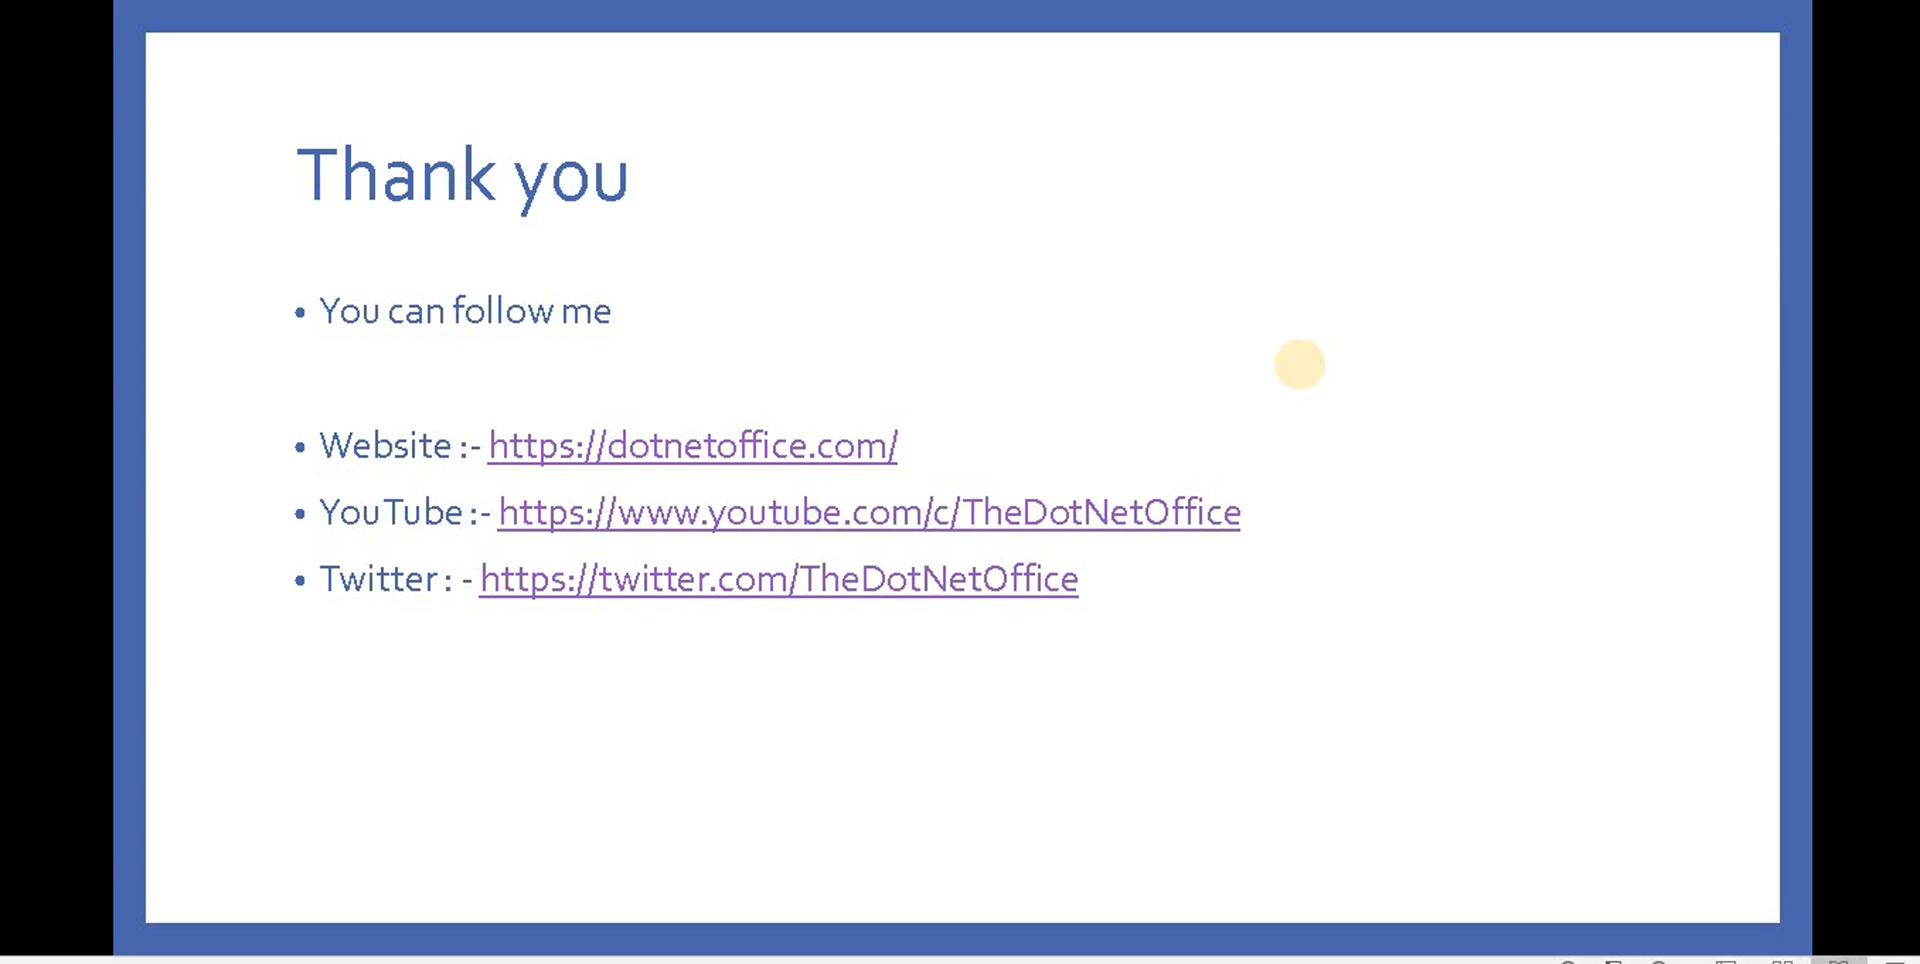 Thank you
• You can follow me
• Website :- https://dotnetoffice.com/
• YouTube :- https://www.youtube.com/c/TheDotNetOffice
• Twitter : - https://twitter.com/TheDotNetOffice